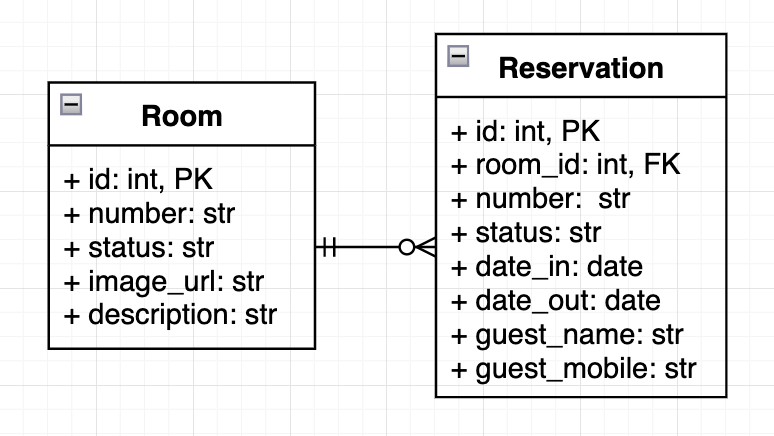 Room
+ id: int, PK
+ number: str
+ status: str
+ image_url: str
+ description: str
Reservation
+ id: int, PK
+ room_id: int, FK
+ number:  str
+ status: str
+ date_in: date
+ date_out: date
+ guest_name: str
+ guest_mobile: str